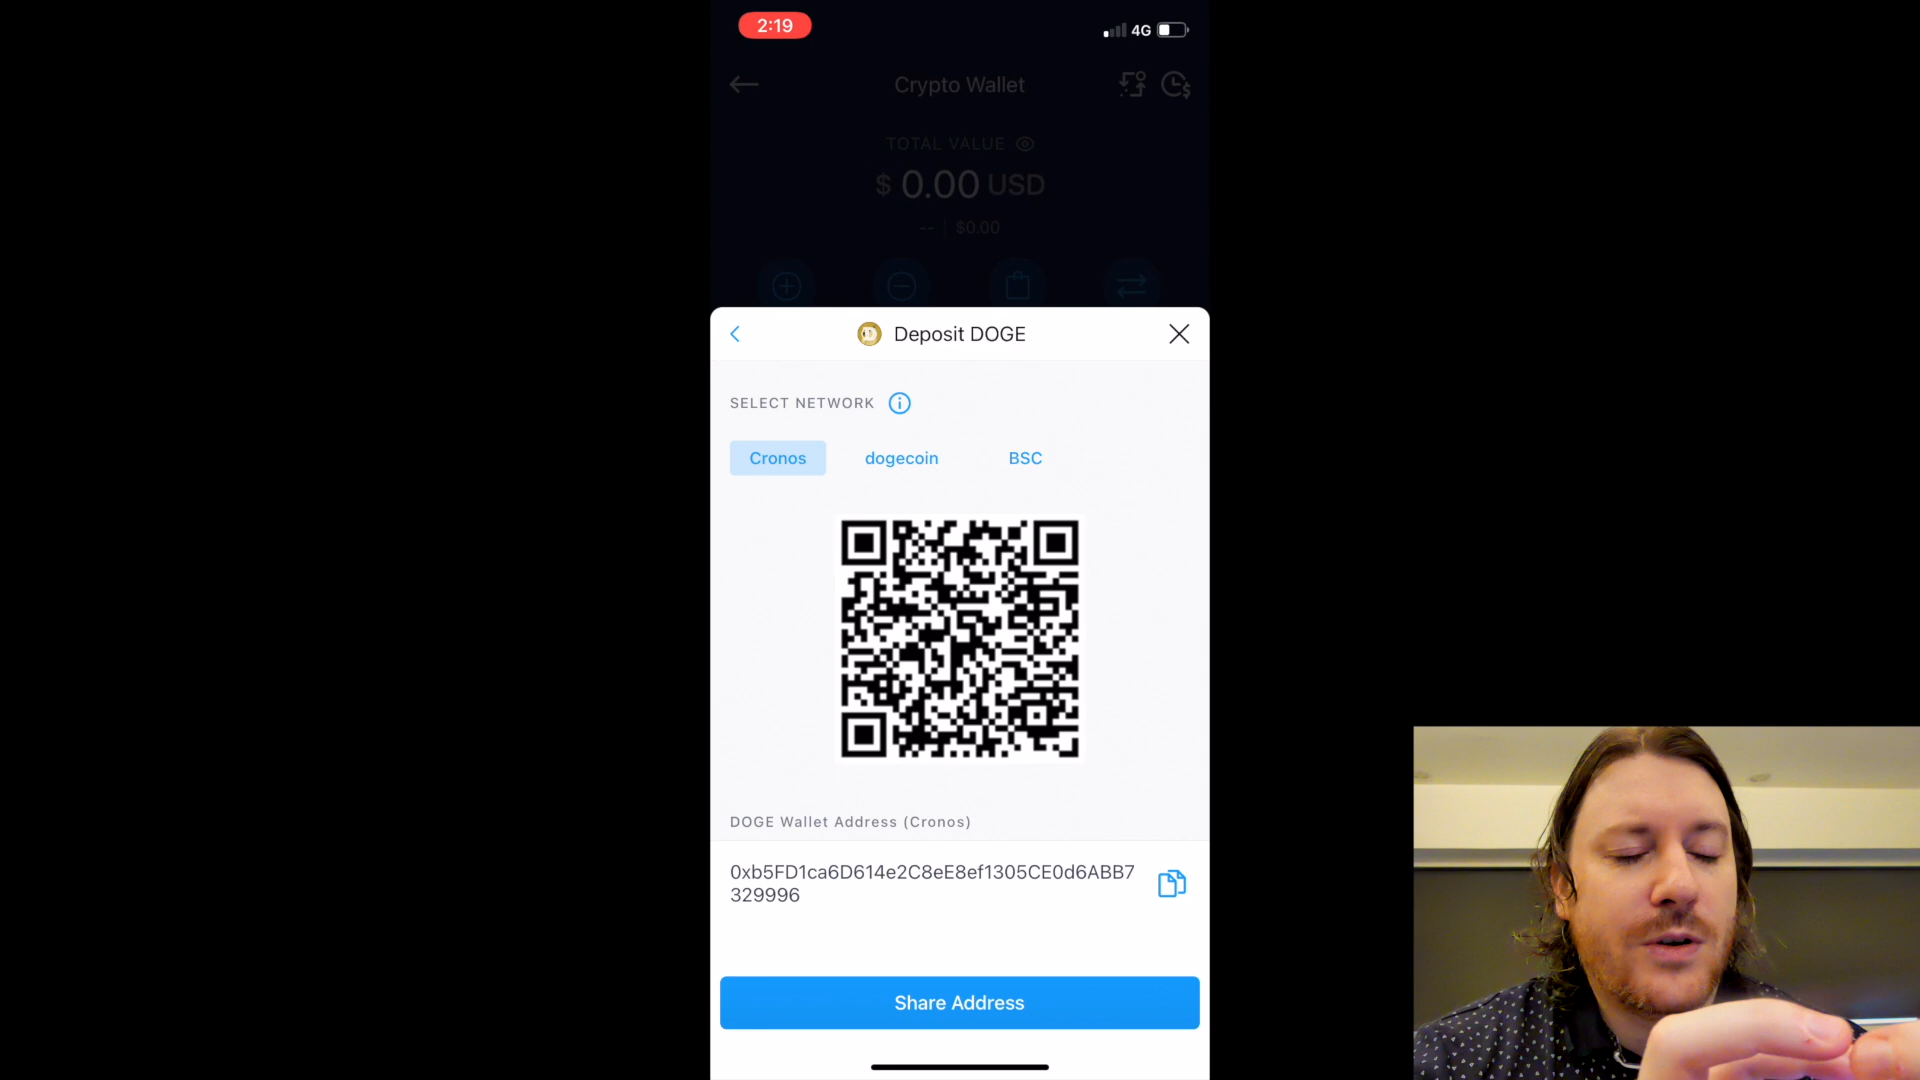 2:19
4G
Crypto Wallet
TOTAL VALUE
$ 0.00 USD
-- $0.00
Deposit DOGE
SELECT NETWORK
Cronos dogecoin BSC
DOGE Wallet Address (Cronos)
0xb5FD1ca6D614e2C8eE8ef1305CE0d6ABB7
329996
Share Address